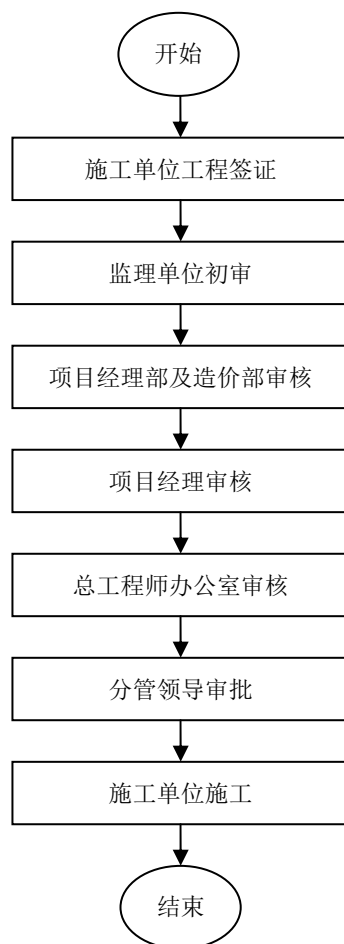 开始
施工单位工程签证
监理单位初审
项目经理部及造价部审核
项目经理审核
总工程师办公室审核
分管领导审批
施工单位施工
结束